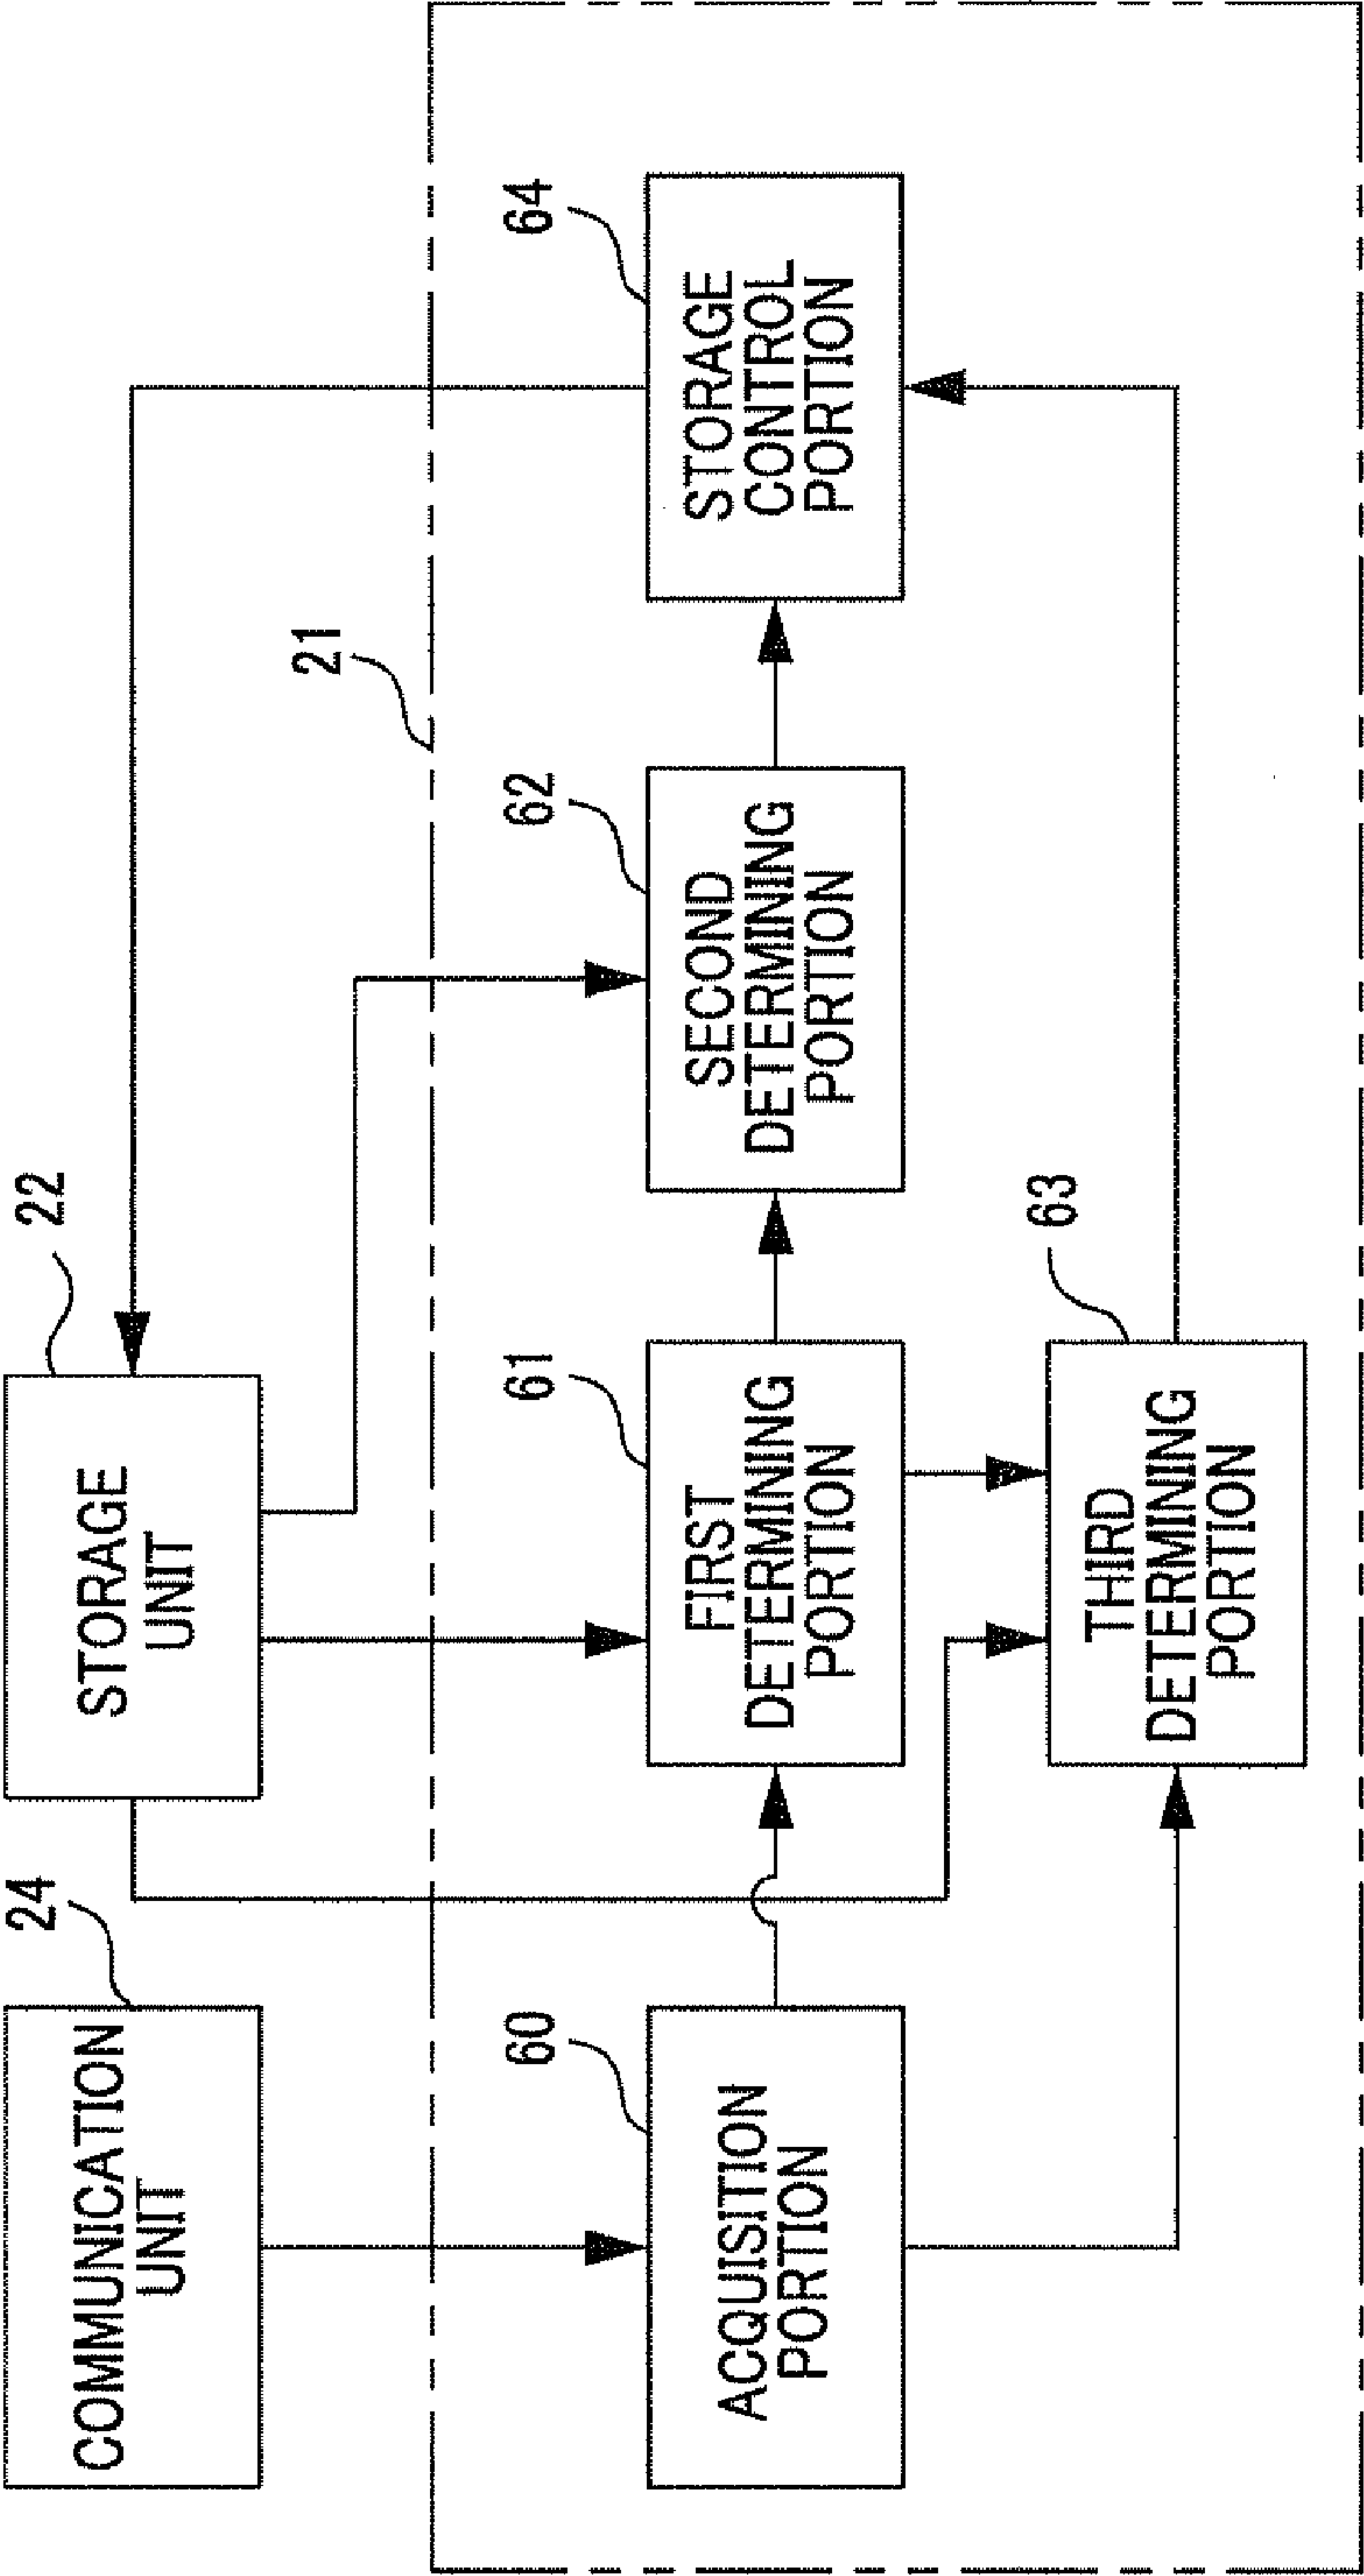 24
COMMUNICATION
UNIT
22
STORAGE
UNIT
21
60
ACQUISITION
PORTION
61
FIRST
DETERMINING
PORTION
62
SECOND
DETERMINING
PORTION
64
STORAGE
CONTROL
PORTION
63
THIRD
DETERMINING
PORTION